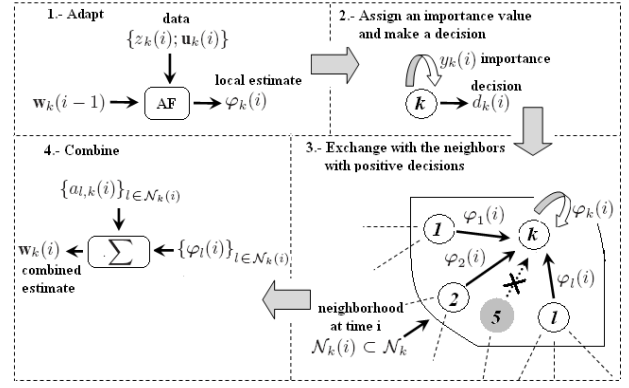 1.- Adapt
data
{z_k(i); u_k(i)}
local estimate
w_k(i − 1)
AF
φ_k(i)
2.- Assign an importance value
and make a decision
y_k(i) importance
decision
k
d_k(i)
3.- Exchange with the neighbors
with positive decisions
φ_k(i)
φ_1(i)
1
k
φ_2(i)
φ_l(i)
2
5
l
neighborhood
at time i
N_k(i) ⊂ N_k
4.- Combine
{a_{l,k}(i)}_{l∈N_k(i)}
w_k(i)
∑
{φ_l(i)}_{l∈N_k(i)}
combined
estimate